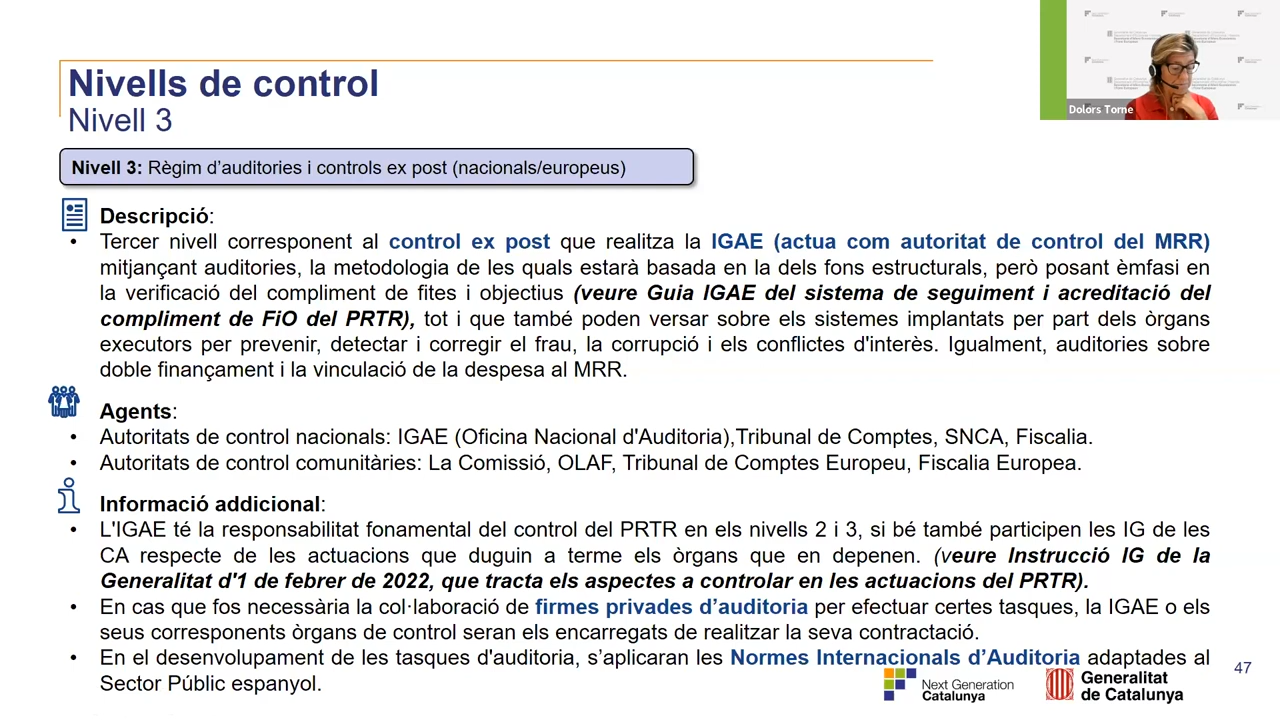 Nivells de control
Nivell 3
Dolors Torne
Nivell 3: Règim d'auditories i controls ex post (nacionals/europeus)
Descripció:
• Tercer nivell corresponent al control ex post que realitza la IGAE (actua com autoritat de control del MRR)
mitjançant auditories, la metodologia de les quals estarà basada en la dels fons estructurals, però posant èmfasi en
la verificació del compliment de fites i objectius (veure Guia IGAE del sistema de seguiment i acreditació del
compliment de FiO del PRTR), tot i que també poden versar sobre els sistemes implantats per part dels òrgans
executors per prevenir, detectar i corregir el frau, la corrupció i els conflictes d'interès. Igualment, auditories sobre
doble finançament i la vinculació de la despesa al MRR.
Agents:
• Autoritats de control nacionals: IGAE (Oficina Nacional d'Auditoria),Tribunal de Comptes, SNCA, Fiscalia.
• Autoritats de control comunitàries: La Comissió, OLAF, Tribunal de Comptes Europeu, Fiscalia Europea.
Informació addicional:
• L'IGAE té la responsabilitat fonamental del control del PRTR en els nivells 2 i 3, si bé també participen les IG de les
CA respecte de les actuacions que duguin a terme els òrgans que en depenen. (veure Instrucció IG de la
Generalitat d'1 de febrer de 2022, que tracta els aspectes a controlar en les actuacions del PRTR).
• En cas que fos necessària la col·laboració de firmes privades d'auditoria per efectuar certes tasques, la IGAE o els
seus corresponents òrgans de control seran els encarregats de realitzar la seva contractació.
• En el desenvolupament de les tasques d'auditoria, s'aplicaran les Normes Internacionals d'Auditoria adaptades al
Sector Públic espanyol.
Next Generation
Catalunya
Generalitat
de Catalunya
47